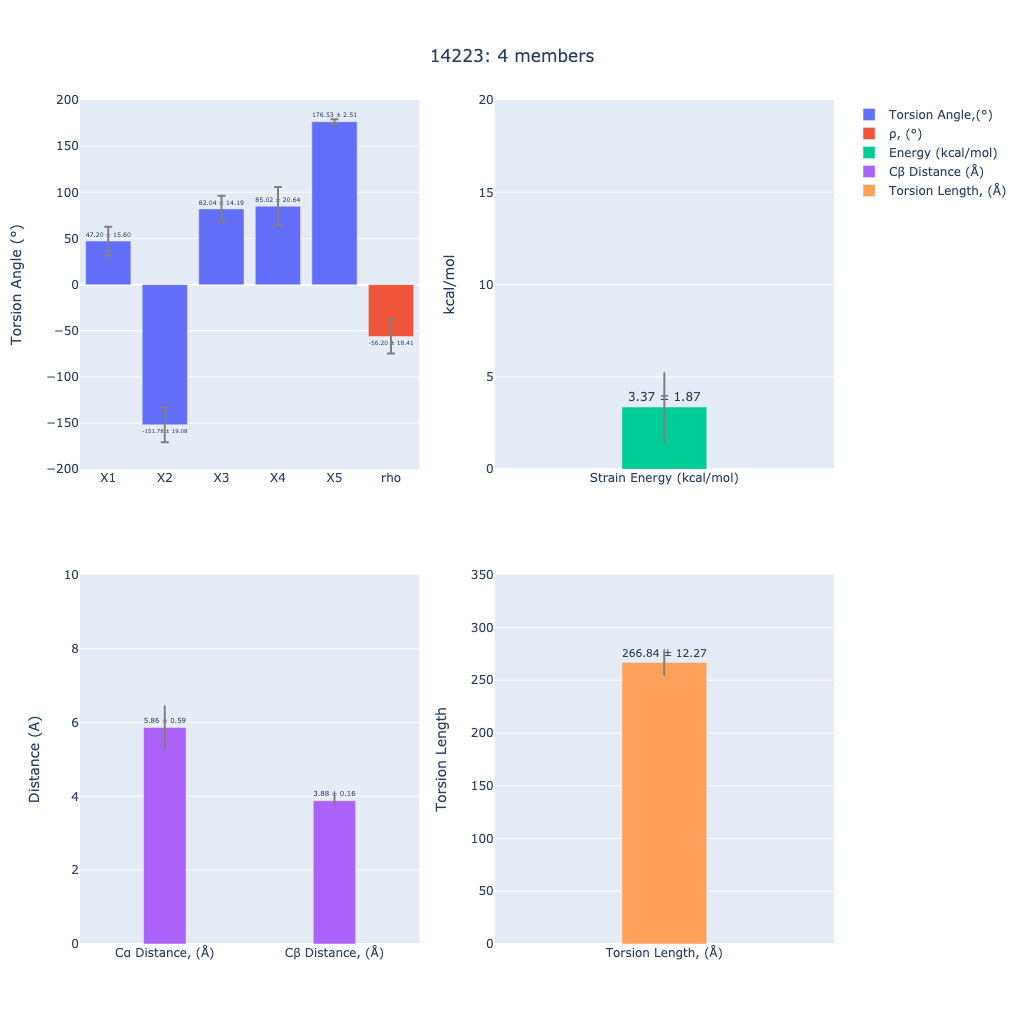 14223: 4 members
Torsion Angle (°)
200
150
100
50
0
−50
−100
−150
−200
47.20 ± 15.60
-151.78 ± 19.08
82.04 ± 14.19
85.02 ± 20.64
176.53 ± 2.51
-56.20 ± 18.41
X1 X2 X3 X4 X5 rho
kcal/mol
20
15
10
5
0
3.37 ± 1.87
Strain Energy (kcal/mol)
Torsion Angle,(°)
ρ, (°)
Energy (kcal/mol)
Cβ Distance (Å)
Torsion Length, (Å)
Distance (A)
10
8
6
4
2
0
5.86 ± 0.59
3.88 ± 0.16
Cα Distance, (Å) Cβ Distance, (Å)
Torsion Length
350
300
250
200
150
100
50
0
266.84 ± 12.27
Torsion Length, (Å)